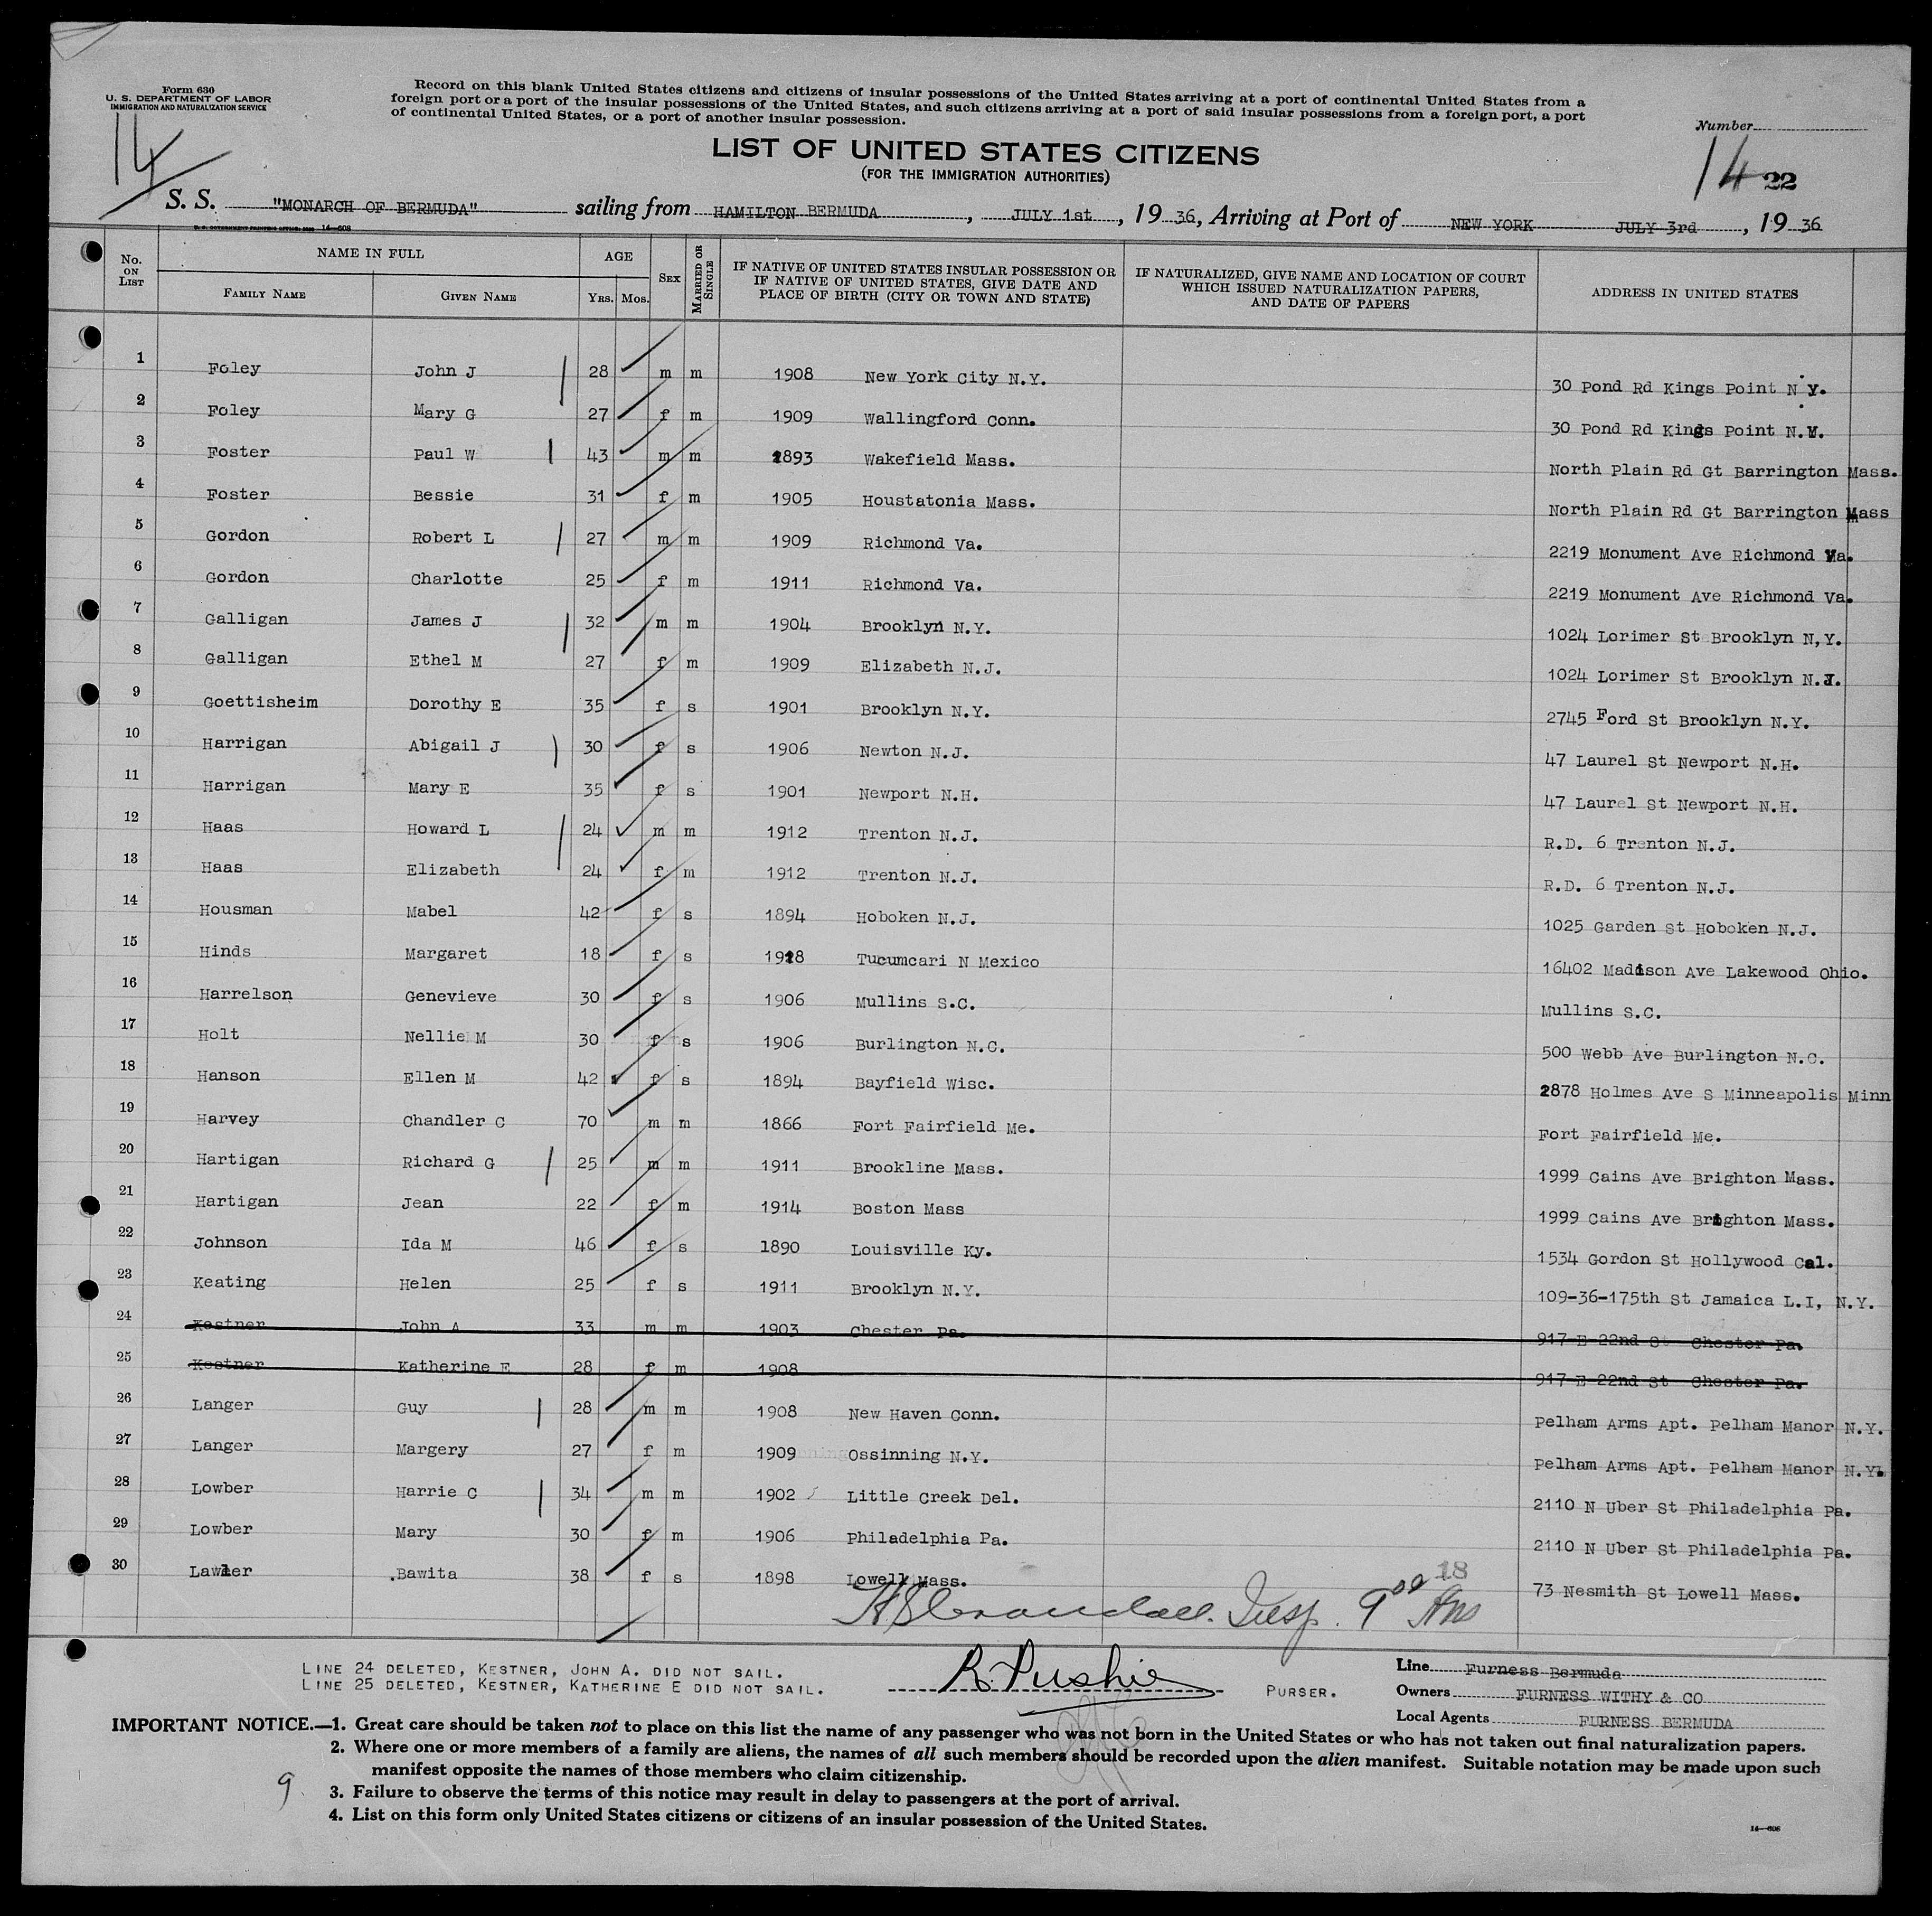 Form 630
U. S. DEPARTMENT OF LABOR
IMMIGRATION AND NATURALIZATION SERVICE
Record on this blank United States citizens and citizens of insular possessions of the United States arriving at a port of continental United States from a
foreign port or a port of the insular possessions of the United States, and such citizens arriving at a port of said insular possessions from a foreign port, a port
of continental United States, or a port of another insular possession.
Number
14
LIST OF UNITED STATES CITIZENS
(FOR THE IMMIGRATION AUTHORITIES)
14 22
S. S. "MONARCH OF BERMUDA" sailing from HAMILTON BERMUDA, JULY 1st, 1936, Arriving at Port of NEW YORK JULY 3rd, 1936
14—608
No. ON LIST
NAME IN FULL
FAMILY NAME GIVEN NAME
AGE
YRS. MOS.
SEX
MARRIED OR SINGLE
IF NATIVE OF UNITED STATES INSULAR POSSESSION OR
IF NATIVE OF UNITED STATES, GIVE DATE AND
PLACE OF BIRTH (CITY OR TOWN AND STATE)
IF NATURALIZED, GIVE NAME AND LOCATION OF COURT
WHICH ISSUED NATURALIZATION PAPERS,
AND DATE OF PAPERS
ADDRESS IN UNITED STATES
1 Foley John J 28 m m 1908 New York City N.Y. 30 Pond Rd Kings Point N Y.
2 Foley Mary G 27 f m 1909 Wallingford Conn. 30 Pond Rd Kings Point N.Y.
3 Foster Paul W 43 m m 1893 Wakefield Mass. North Plain Rd Gt Barrington Mass.
4 Foster Bessie 31 f m 1905 Houstatonia Mass. North Plain Rd Gt Barrington Mass
5 Gordon Robert L 27 m m 1909 Richmond Va. 2219 Monument Ave Richmond Va.
6 Gordon Charlotte 25 f m 1911 Richmond Va. 2219 Monument Ave Richmond Va.
7 Galligan James J 32 m m 1904 Brooklyn N.Y. 1024 Lorimer St Brooklyn N,Y.
8 Galligan Ethel M 27 f m 1909 Elizabeth N.J. 1024 Lorimer St Brooklyn N.J.
9 Goettisheim Dorothy E 35 f s 1901 Brooklyn N.Y. 2745 Ford St Brooklyn N.Y.
10 Harrigan Abigail J 30 f s 1906 Newton N.J. 47 Laurel St Newport N.H.
11 Harrigan Mary E 35 f s 1901 Newport N.H. 47 Laurel St Newport N.H.
12 Haas Howard L 24 m m 1912 Trenton N.J. R.D. 6 Trenton N.J.
13 Haas Elizabeth 24 f m 1912 Trenton N.J. R.D. 6 Trenton N.J.
14 Housman Mabel 42 f s 1894 Hoboken N.J. 1025 Garden St Hoboken N.J.
15 Hinds Margaret 18 f s 1918 Tucumcari N Mexico 16402 Madison Ave Lakewood Ohio.
16 Harrelson Genevieve 30 f s 1906 Mullins S.C. Mullins S.C.
17 Holt Nellie M 30 f s 1906 Burlington N.C. 500 Webb Ave Burlington N.C.
18 Hanson Ellen M 42 f s 1894 Bayfield Wisc. 2878 Holmes Ave S Minneapolis Minn
19 Harvey Chandler C 70 m m 1866 Fort Fairfield Me. Fort Fairfield Me.
20 Hartigan Richard G 25 m m 1911 Brookline Mass. 1999 Cains Ave Brighton Mass.
21 Hartigan Jean 22 f m 1914 Boston Mass 1999 Cains Ave Brighton Mass.
22 Johnson Ida M 46 f s 1890 Louisville Ky. 1534 Gordon St Hollywood Cal.
23 Keating Helen 25 f s 1911 Brooklyn N.Y. 109-36-175th St Jamaica L.I, N.Y.
24 Kestner John A 33 m m 1903 Chester Pa. 917 E 22nd St Chester Pa.
25 Kestner Katherine E 28 f m 1908 917 E 22nd St Chester Pa.
26 Langer Guy 28 m m 1908 New Haven Conn. Pelham Arms Apt. Pelham Manor N.Y.
27 Langer Margery 27 f m 1909 Ossinning N.Y. Pelham Arms Apt. Pelham Manor N.Y.
28 Lowber Harrie C 34 m m 1902 Little Creek Del. 2110 N Uber St Philadelphia Pa.
29 Lowber Mary 30 f m 1906 Philadelphia Pa. 2110 N Uber St Philadelphia Pa.
30 Lawler Bawita 38 f s 1898 Lowell Mass. 73 Nesmith St Lowell Mass.
18
Crandall. Insp. 9 00 Am
LINE 24 DELETED, KESTNER, JOHN A. DID NOT SAIL.
LINE 25 DELETED, KESTNER, KATHERINE E DID NOT SAIL.
R. Pushie PURSER.
Line Furness Bermuda
Owners FURNESS WITHY & CO
Local Agents FURNESS BERMUDA
IMPORTANT NOTICE.—1. Great care should be taken not to place on this list the name of any passenger who was not born in the United States or who has not taken out final naturalization papers.
2. Where one or more members of a family are aliens, the names of all such members should be recorded upon the alien manifest. Suitable notation may be made upon such
manifest opposite the names of those members who claim citizenship.
9
3. Failure to observe the terms of this notice may result in delay to passengers at the port of arrival.
4. List on this form only United States citizens or citizens of an insular possession of the United States.
14—608